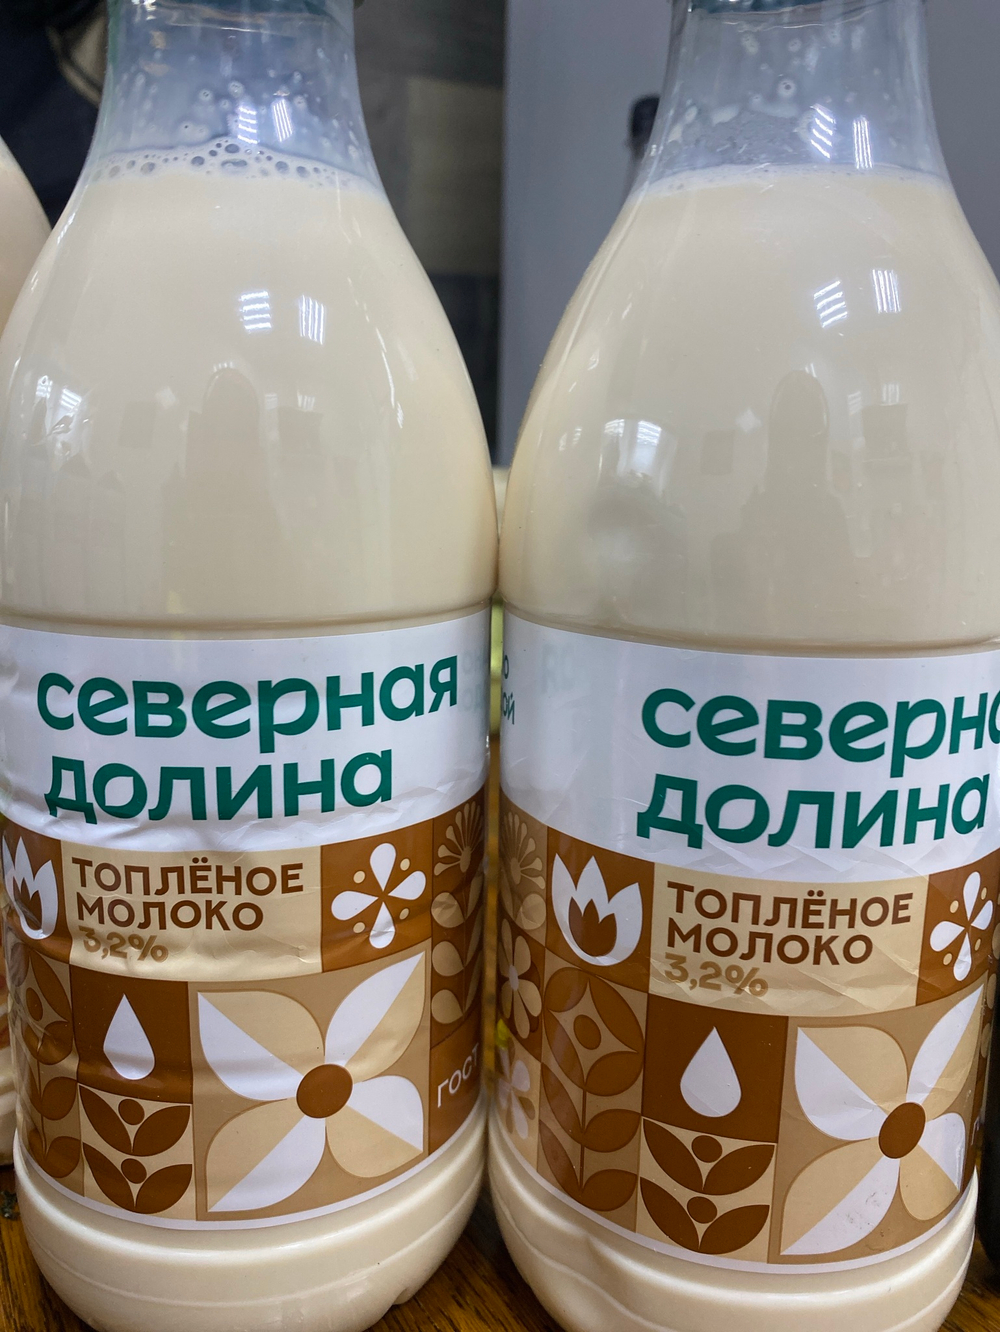 северная
долина
ТОПЛЁНОЕ
МОЛОКО
3,2%
ГОСТ
северна
долина
ТОПЛЁНОЕ
МОЛОКО
3,2%